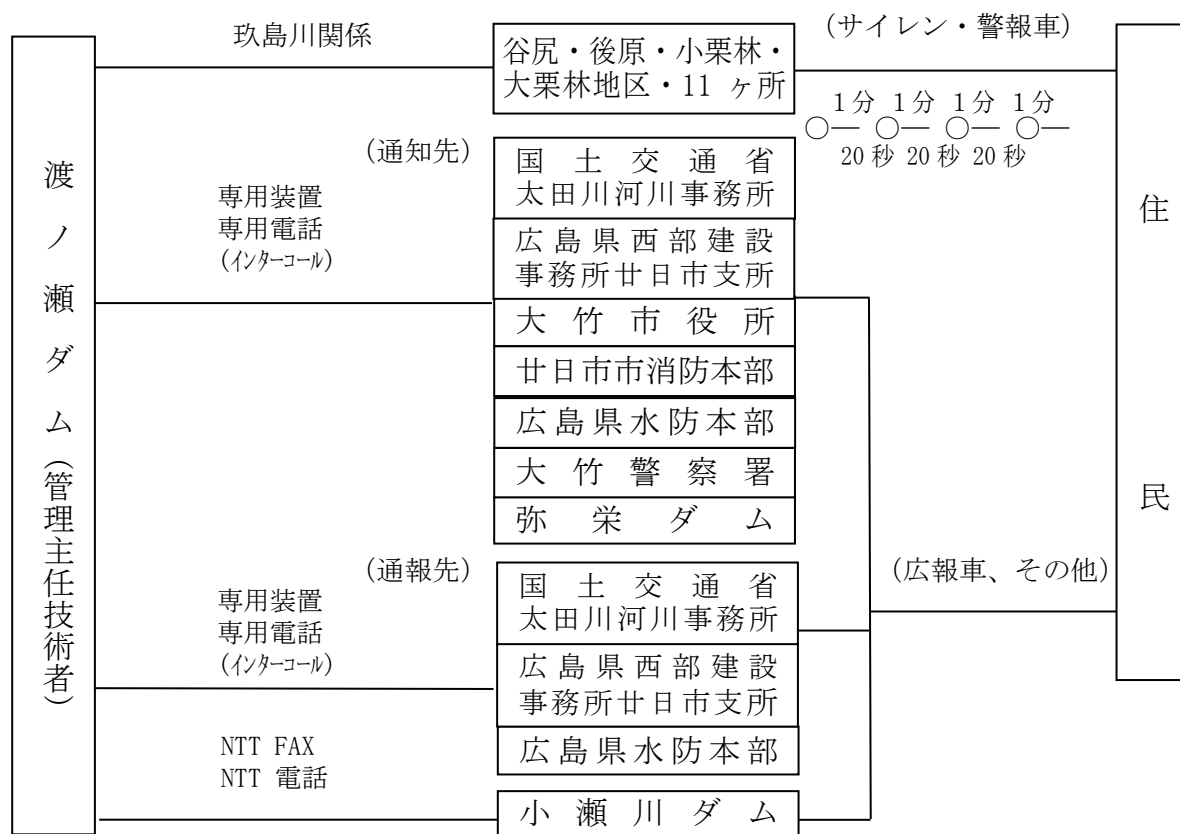 玖島川関係
(サイレン・警報車)
谷尻・後原・小栗林・
大栗林地区・11 ヶ所
1分 1分 1分 1分
○― ○― ○― ○―
20秒 20秒 20秒
渡ノ瀬ダム(管理主任技術者)
住民
(通知先)
専用装置
専用電話
(インターコール)
国土交通省
太田川河川事務所
広島県西部建設
事務所廿日市支所
大竹市役所
廿日市市消防本部
広島県水防本部
大竹警察署
弥栄ダム
(通報先)
(広報車、その他)
専用装置
専用電話
(インターコール)
国土交通省
太田川河川事務所
広島県西部建設
事務所廿日市支所
広島県水防本部
NTT FAX
NTT 電話
小瀬川ダム